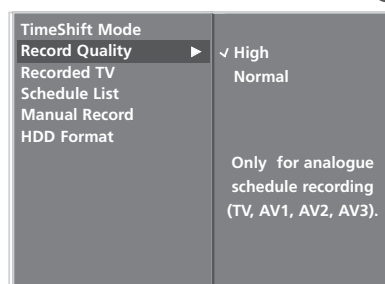 TimeShift Mode
Record Quality ▶
Recorded TV
Schedule List
Manual Record
HDD Format
✓ High
Normal
Only for analogue
schedule recording
(TV, AV1, AV2, AV3).